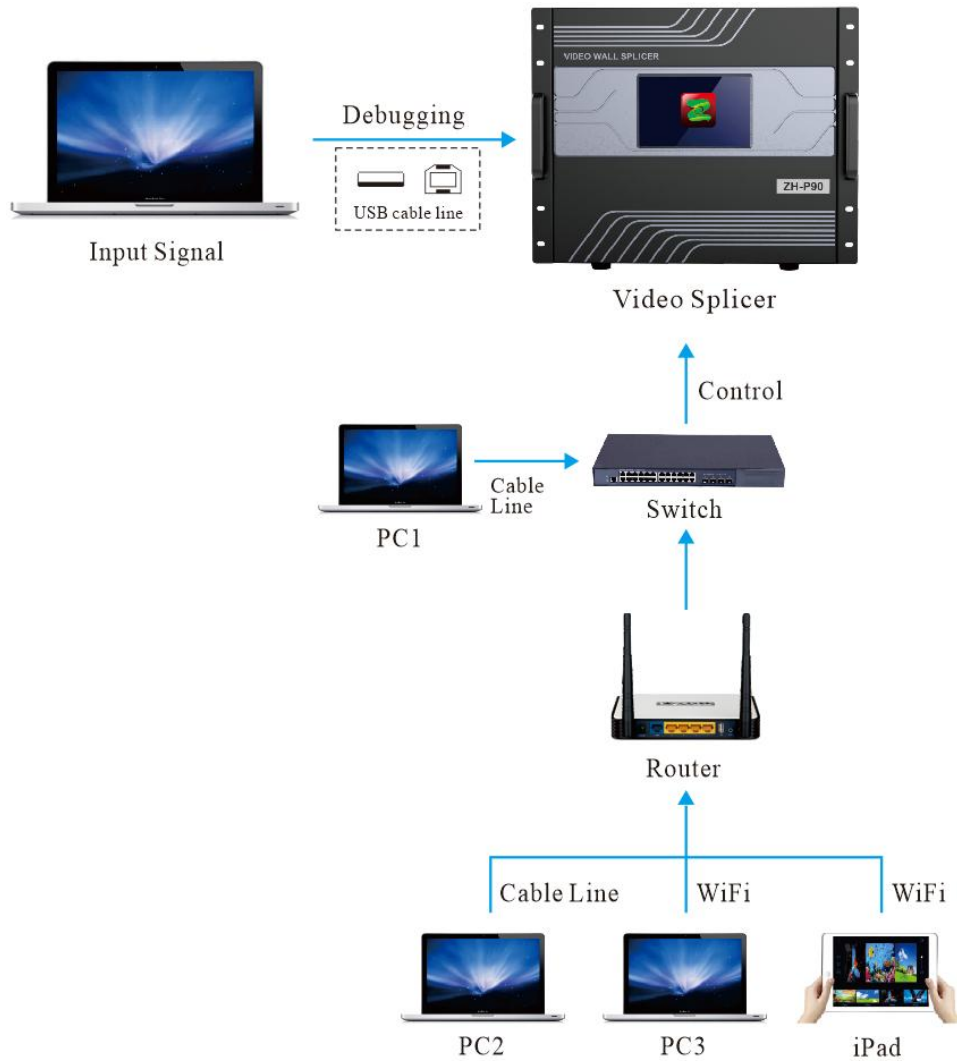 VIDEO WALL SPLICER
Debugging
USB cable line
ZH-P90
Input Signal
Video Splicer
Control
Cable
Line
PC1
Switch
Router
Cable Line
WiFi
WiFi
PC2
PC3
iPad